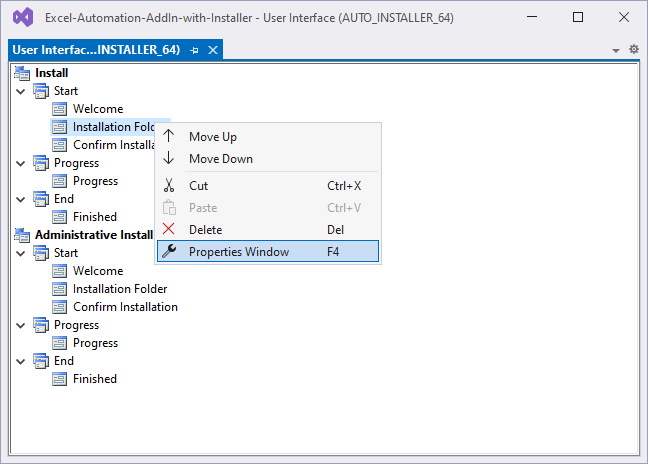 Excel-Automation-AddIn-with-Installer - User Interface (AUTO_INSTALLER_64)
User Interfac...INSTALLER_64)
Install
Start
Welcome
Installation Fold
Confirm Installa
Progress
Progress
End
Finished
Move Up
Move Down
Cut Ctrl+X
Paste Ctrl+V
Delete Del
Properties Window F4
Administrative Install
Start
Welcome
Installation Folder
Confirm Installation
Progress
Progress
End
Finished